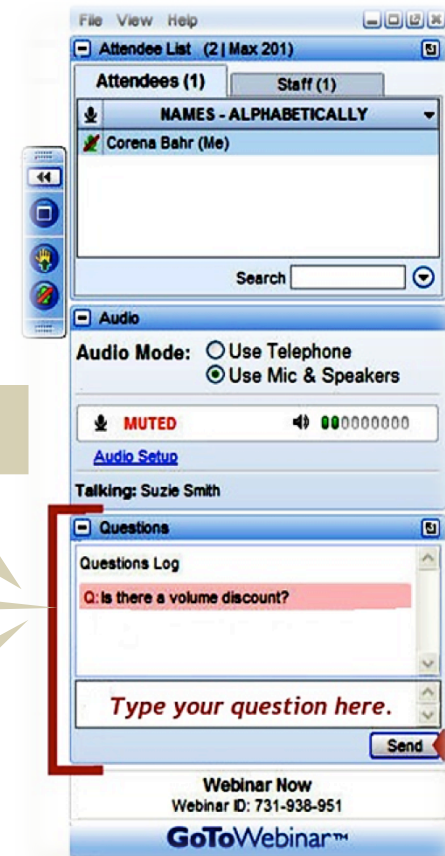 File View Help
Attendee List (2 | Max 201)
Attendees (1)
Staff (1)
NAMES - ALPHABETICALLY
Corena Bahr (Me)
Search
Audio
Audio Mode: Use Telephone
Use Mic & Speakers
MUTED
Audio Setup
Talking: Suzie Smith
Questions
Questions Log
Q: Is there a volume discount?
Type your question here.
Send
Webinar Now
Webinar ID: 731-938-951
GoToWebinar™